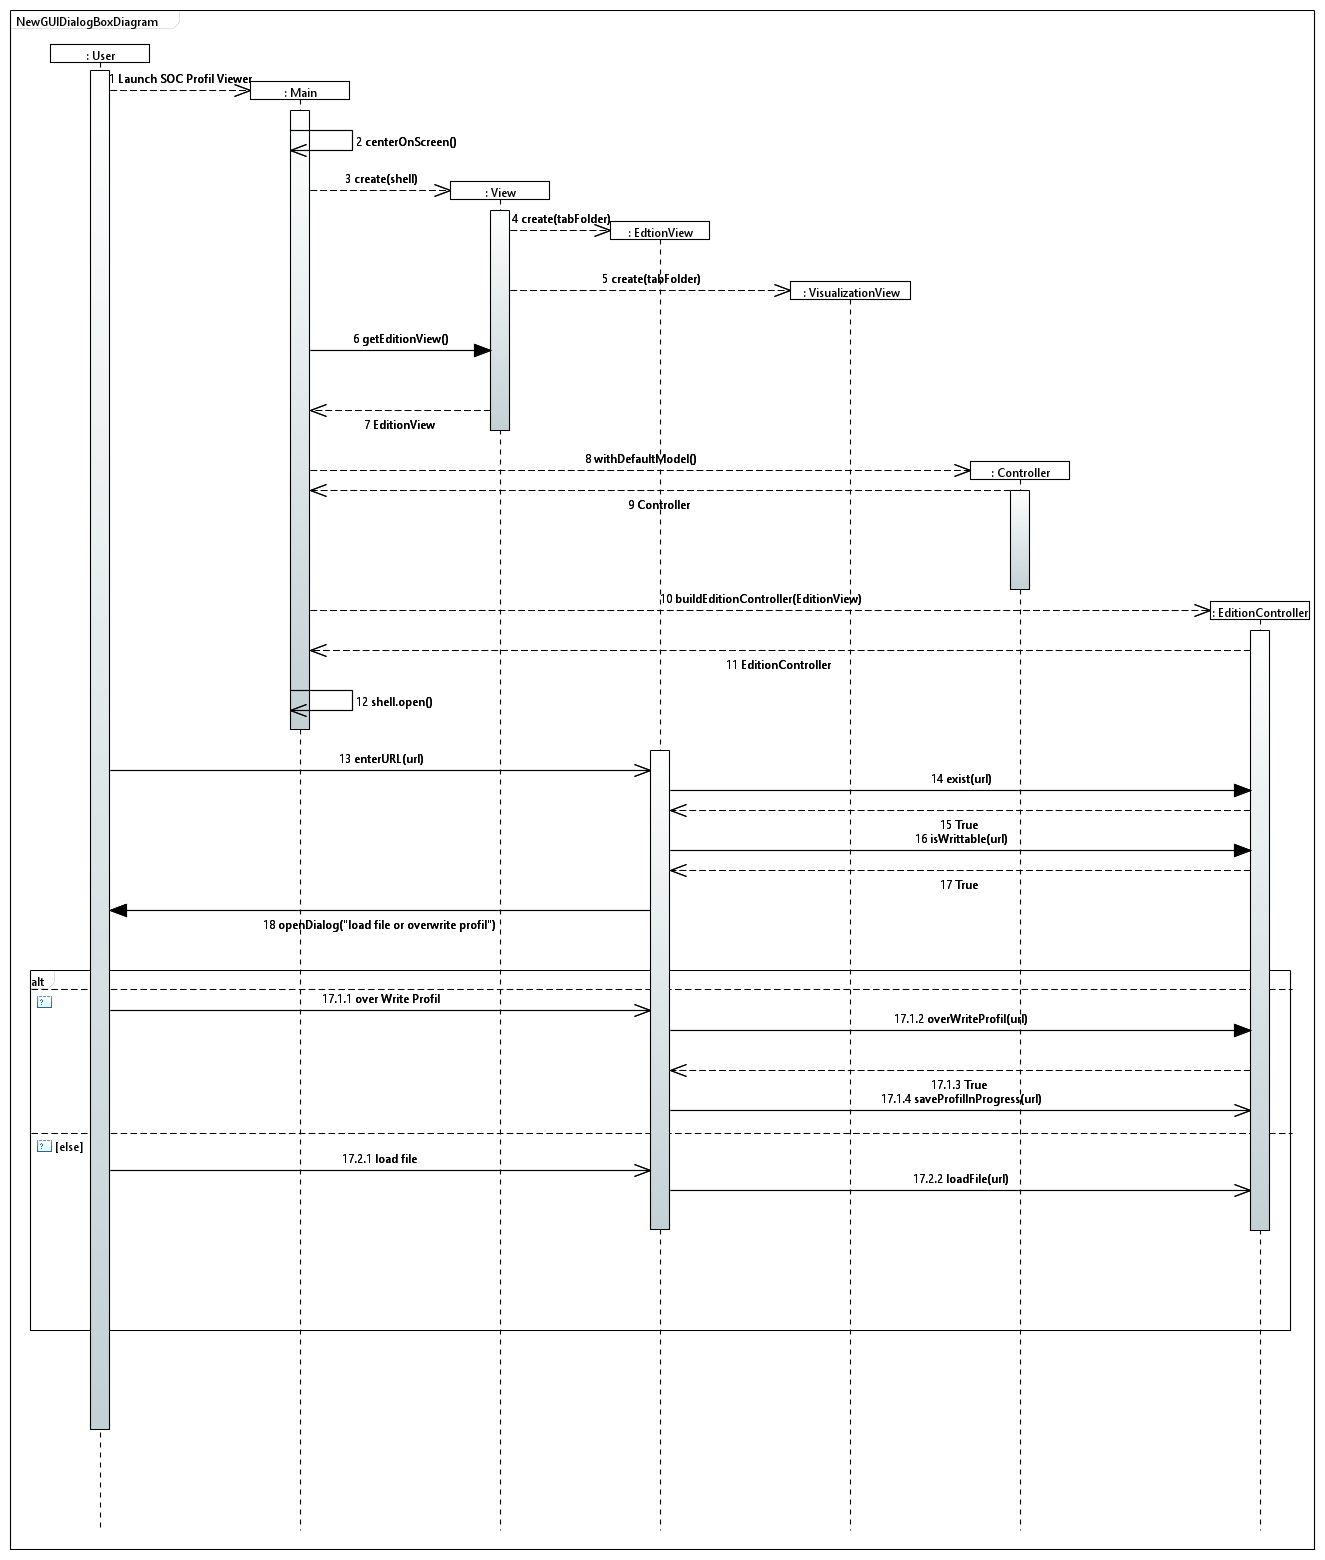 NewGUIDialogBoxDiagram
: User
1 Launch SOC Profil Viewer
: Main
2 centerOnScreen()
3 create(shell)
: View
4 create(tabFolder)
: EdtionView
5 create(tabFolder)
: VisualizationView
6 getEditionView()
7 EditionView
8 withDefaultModel()
: Controller
9 Controller
10 buildEditionController(EditionView)
: EditionController
11 EditionController
12 shell.open()
13 enterURL(url)
14 exist(url)
15 True
16 isWrittable(url)
17 True
18 openDialog("load file or overwrite profil")
alt
17.1.1 over Write Profil
17.1.2 overWriteProfil(url)
17.1.3 True
17.1.4 saveProfilInProgress(url)
[else]
17.2.1 load file
17.2.2 loadFile(url)